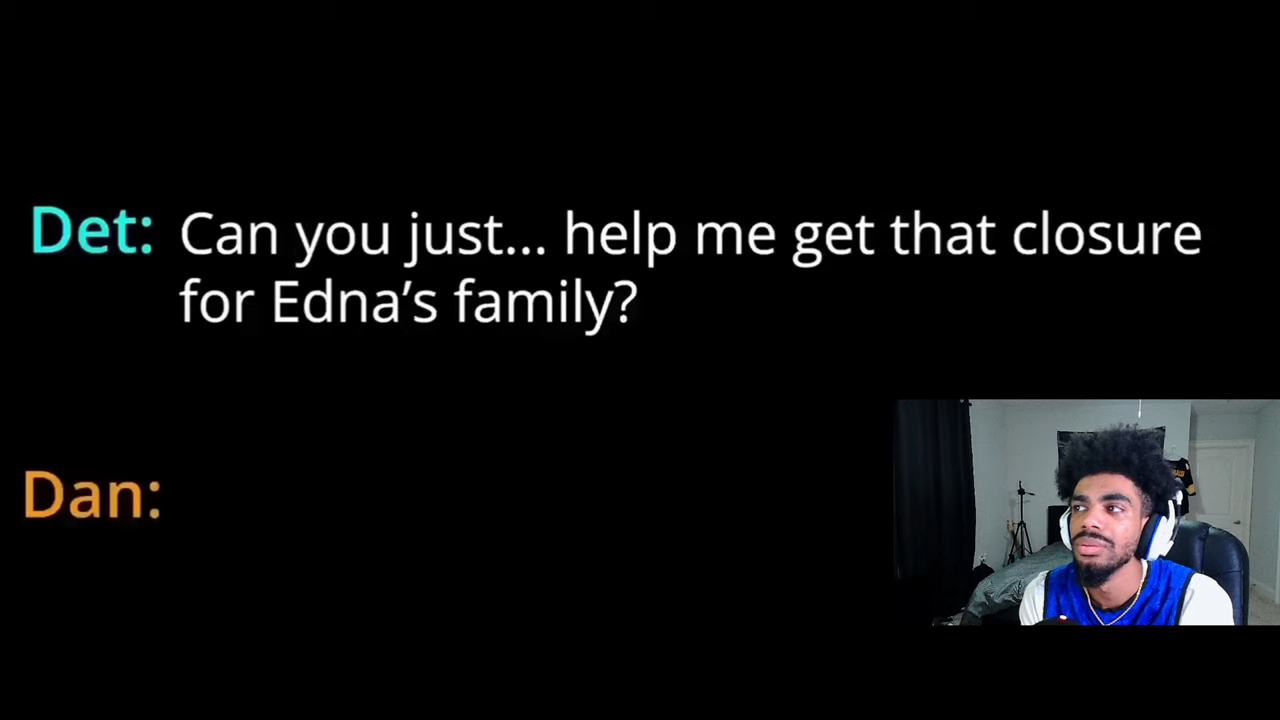 Det: Can you just... help me get that closure
for Edna’s family?
Dan: